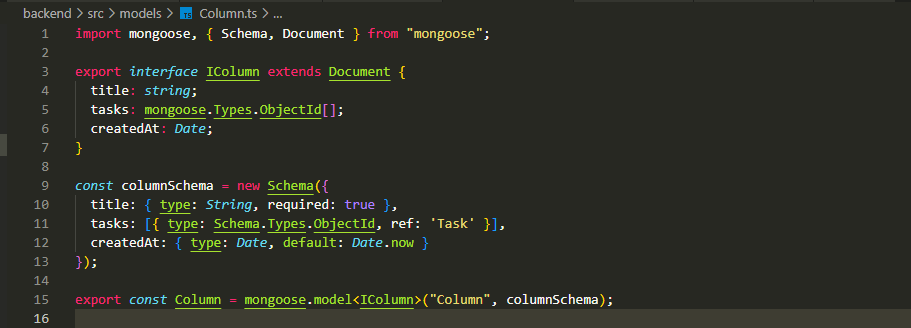 backend > src > models > TS Column.ts > ...
1 import mongoose, { Schema, Document } from "mongoose";
2
3 export interface IColumn extends Document {
4   title: string;
5   tasks: mongoose.Types.ObjectId[];
6   createdAt: Date;
7 }
8
9 const columnSchema = new Schema({
10   title: { type: String, required: true },
11   tasks: [{ type: Schema.Types.ObjectId, ref: 'Task' }],
12   createdAt: { type: Date, default: Date.now }
13 });
14
15 export const Column = mongoose.model<IColumn>("Column", columnSchema);
16